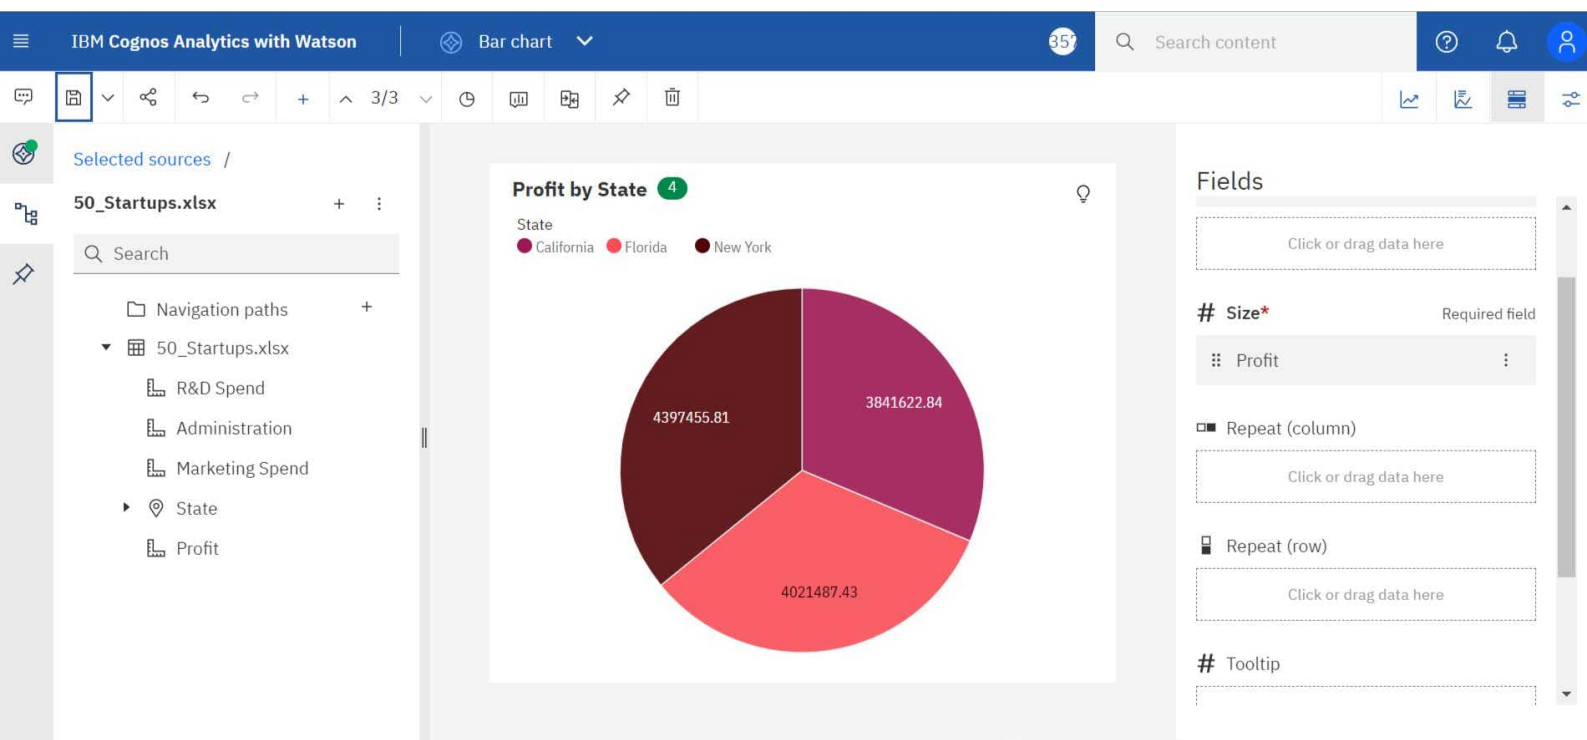 IBM Cognos Analytics with Watson
Bar chart
357
Search content
3/3
Selected sources /
50_Startups.xlsx
Search
Navigation paths
50_Startups.xlsx
R&D Spend
Administration
Marketing Spend
State
Profit
Profit by State 4
State
California Florida New York
4397455.81
3841622.84
4021487.43
Fields
Click or drag data here
# Size* Required field
Profit
Repeat (column)
Click or drag data here
Repeat (row)
Click or drag data here
# Tooltip